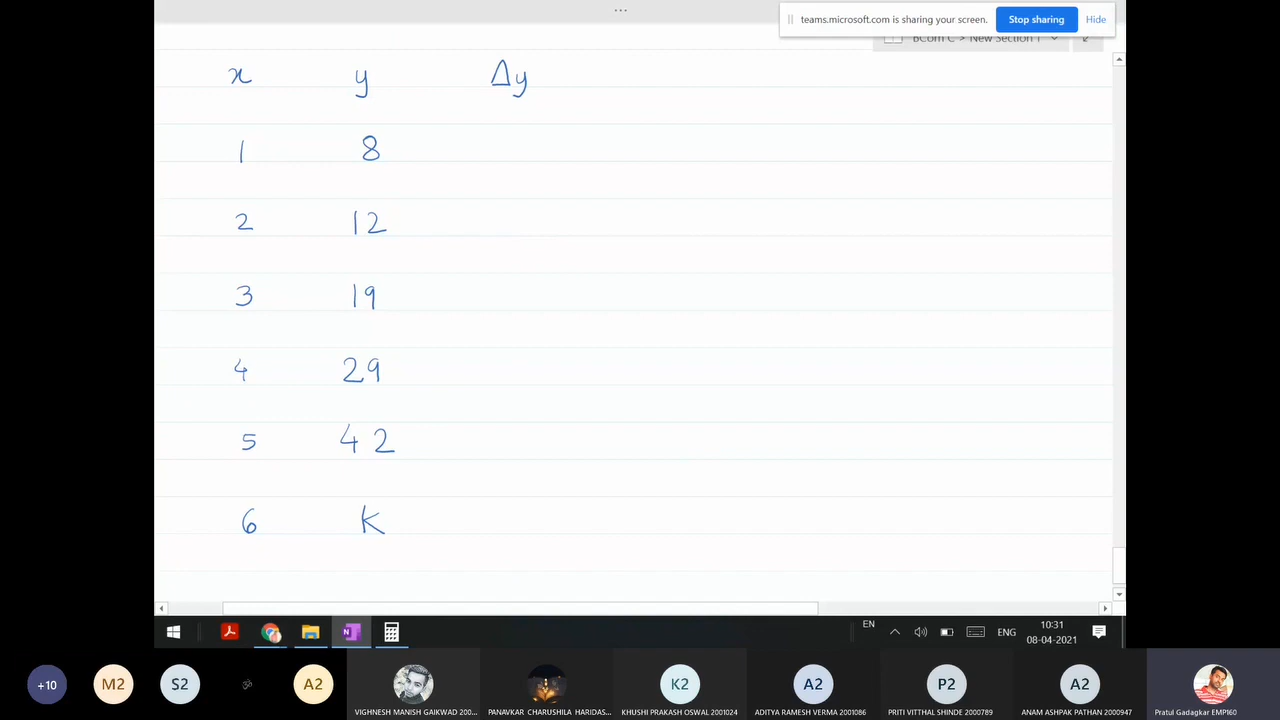 teams.microsoft.com is sharing your screen. Stop sharing Hide
BCom C > New Section 1
x y Δy
1 8
2 12
3 19
4 29
5 42
6 K
EN ENG 10:31
08-04-2021
+10 M2 S2 ॐ A2 K2 A2 P2 A2
VIGHNESH MANISH GAIKWAD 200... PANAVKAR CHARUSHILA HARIDAS... KHUSHI PRAKASH OSWAL 2001024 ADITYA RAMESH VERMA 2001086 PRITI VITTHAL SHINDE 2000789 ANAM ASHPAK PATHAN 2000947 Pratul Gadagkar EMP160